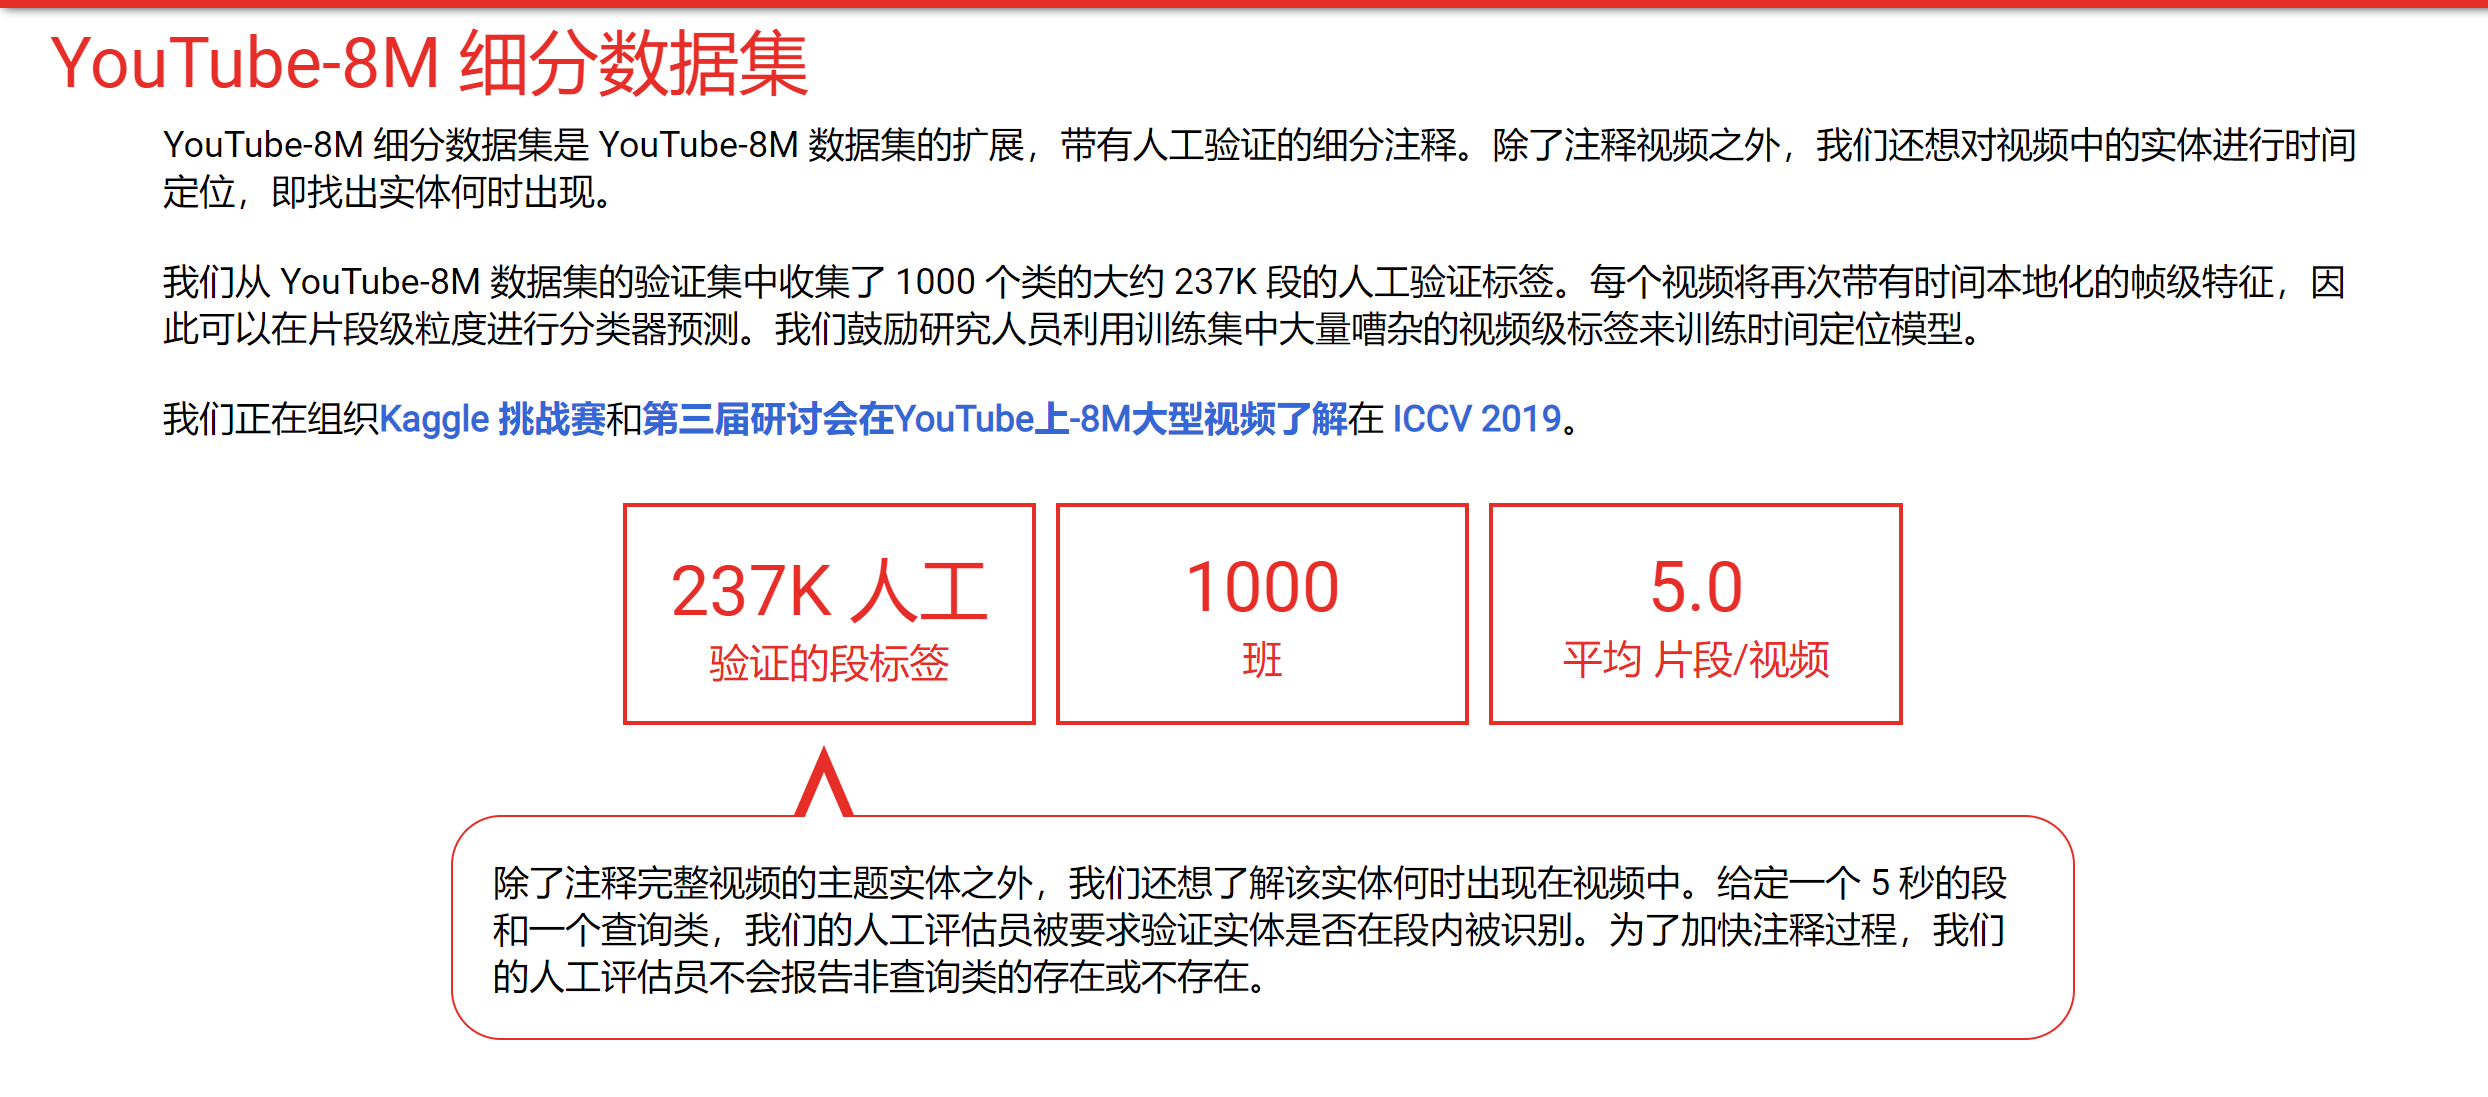 YouTube-8M 细分数据集
YouTube-8M 细分数据集是 YouTube-8M 数据集的扩展，带有人工验证的细分注释。除了注释视频之外，我们还想对视频中的实体进行时间
定位，即找出实体何时出现。
我们从 YouTube-8M 数据集的验证集中收集了 1000 个类的大约 237K 段的人工验证标签。每个视频将再次带有时间本地化的帧级特征，因
此可以在片段级粒度进行分类器预测。我们鼓励研究人员利用训练集中大量嘈杂的视频级标签来训练时间定位模型。
我们正在组织Kaggle 挑战赛和第三届研讨会在YouTube上-8M大型视频了解在 ICCV 2019。
237K 人工
验证的段标签
1000
班
5.0
平均 片段/视频
除了注释完整视频的主题实体之外，我们还想了解该实体何时出现在视频中。给定一个 5 秒的段
和一个查询类，我们的人工评估员被要求验证实体是否在段内被识别。为了加快注释过程，我们
的人工评估员不会报告非查询类的存在或不存在。